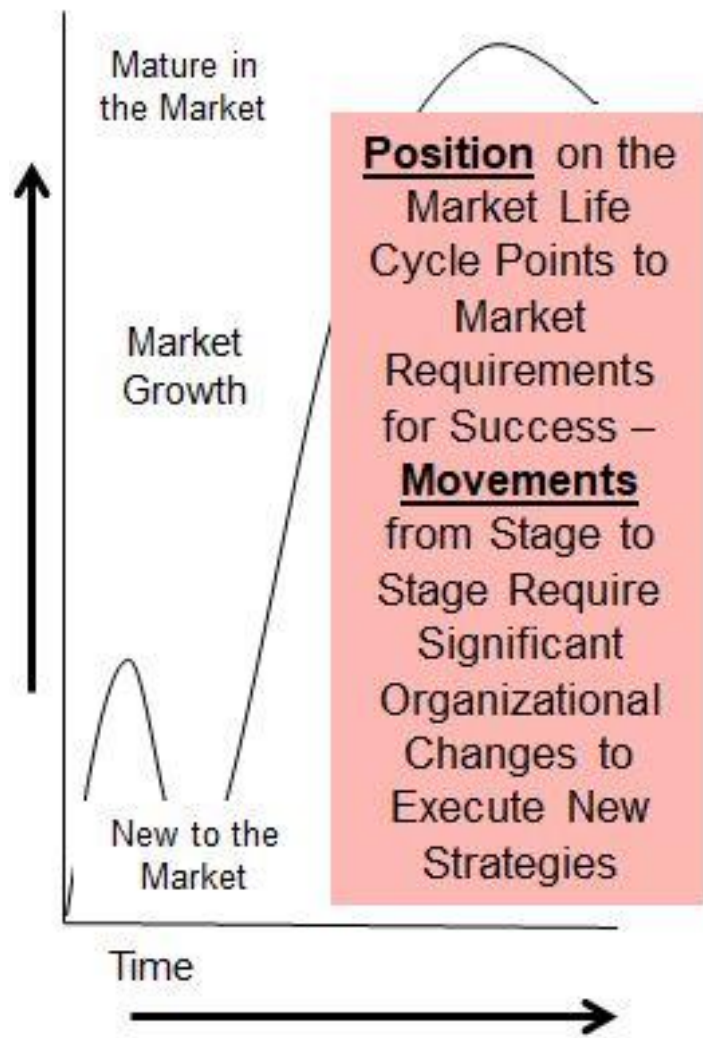 Mature in
the Market
Position on the
Market Life
Cycle Points to
Market
Requirements
for Success –
Movements
from Stage to
Stage Require
Significant
Organizational
Changes to
Execute New
Strategies
Market
Growth
New to the
Market
Time